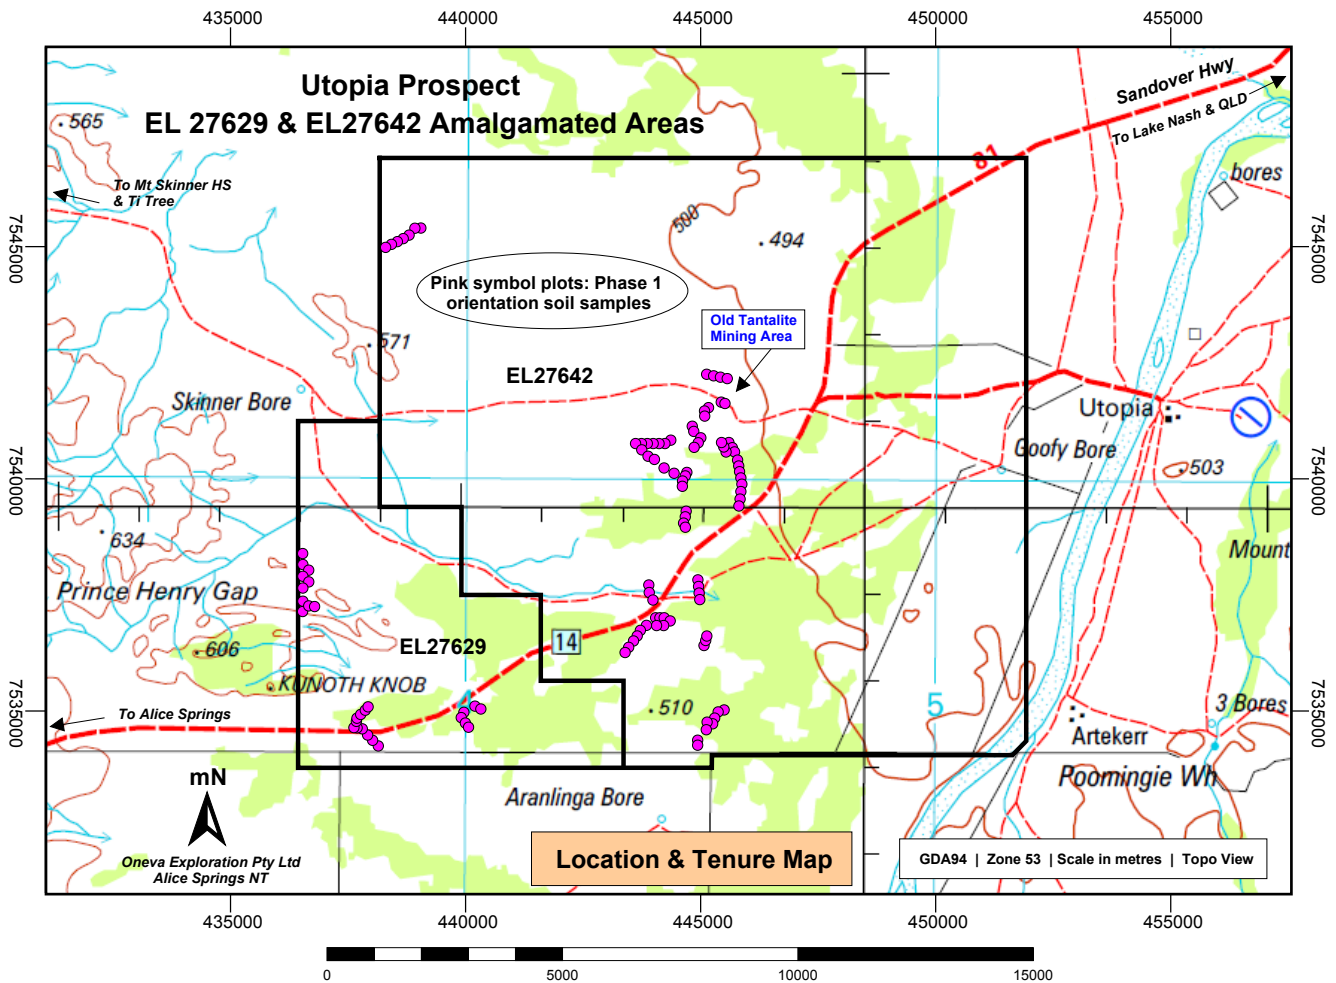 435000
440000
445000
450000
455000
Utopia Prospect
EL 27629 & EL27642 Amalgamated Areas
Sandover Hwy
To Lake Nash & QLD
565
81
bores
To Mt Skinner HS
& Ti Tree
500
494
7545000
7545000
Pink symbol plots: Phase 1
orientation soil samples
Old Tantalite
Mining Area
571
EL27642
Skinner Bore
Utopia
Goofy Bore
503
7540000
7540000
634
Mount
Prince Henry Gap
EL27629
14
606
KUNOTH KNOB
To Alice Springs
510
5
3 Bores
7535000
7535000
Artekerr
Poomingie Wh
mN
Aranlinga Bore
Oneva Exploration Pty Ltd
Alice Springs NT
Location & Tenure Map
GDA94 | Zone 53 | Scale in metres | Topo View
435000
440000
445000
450000
455000
0
5000
10000
15000